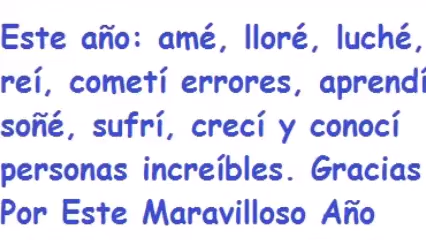 Este año: amé, lloré, luché,
reí, cometí errores, aprendí
soñé, sufrí, crecí y conocí
personas increíbles. Gracias
Por Este Maravilloso Año